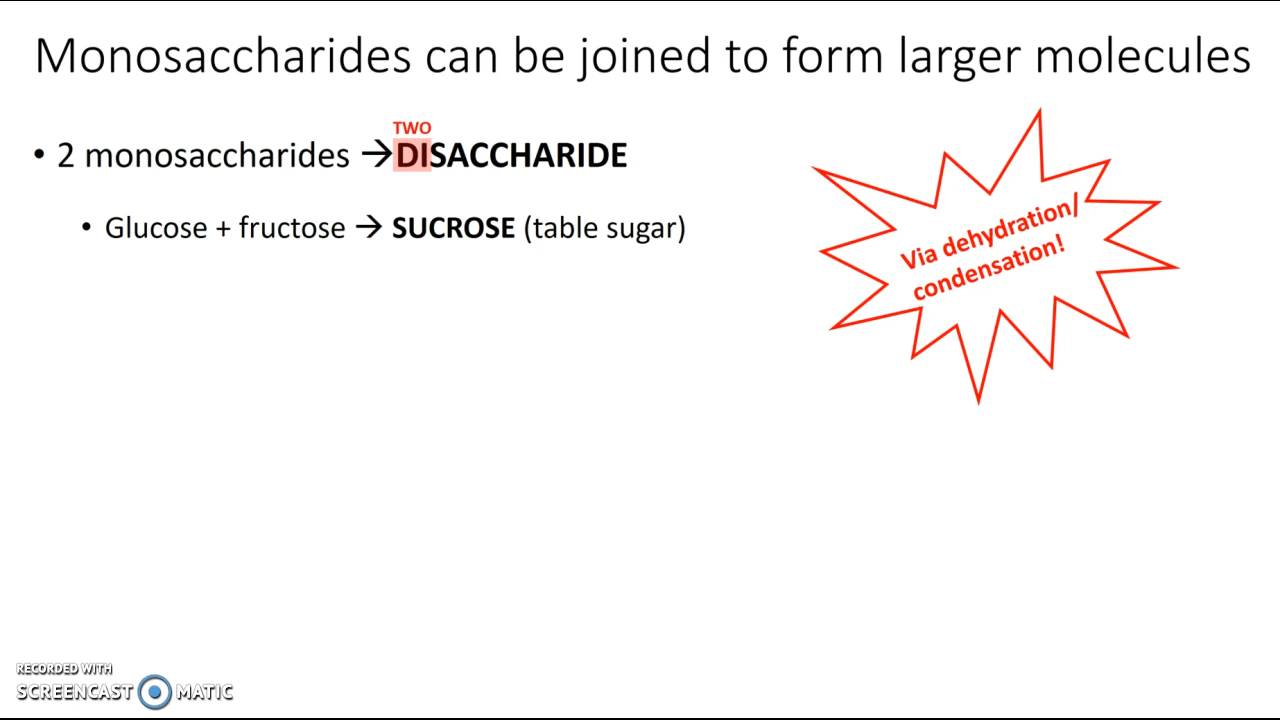 Monosaccharides can be joined to form larger molecules
TWO
• 2 monosaccharides →DISACCHARIDE
• Glucose + fructose → SUCROSE (table sugar)
Via dehydration/
condensation!
RECORDED WITH
SCREENCAST MATIC